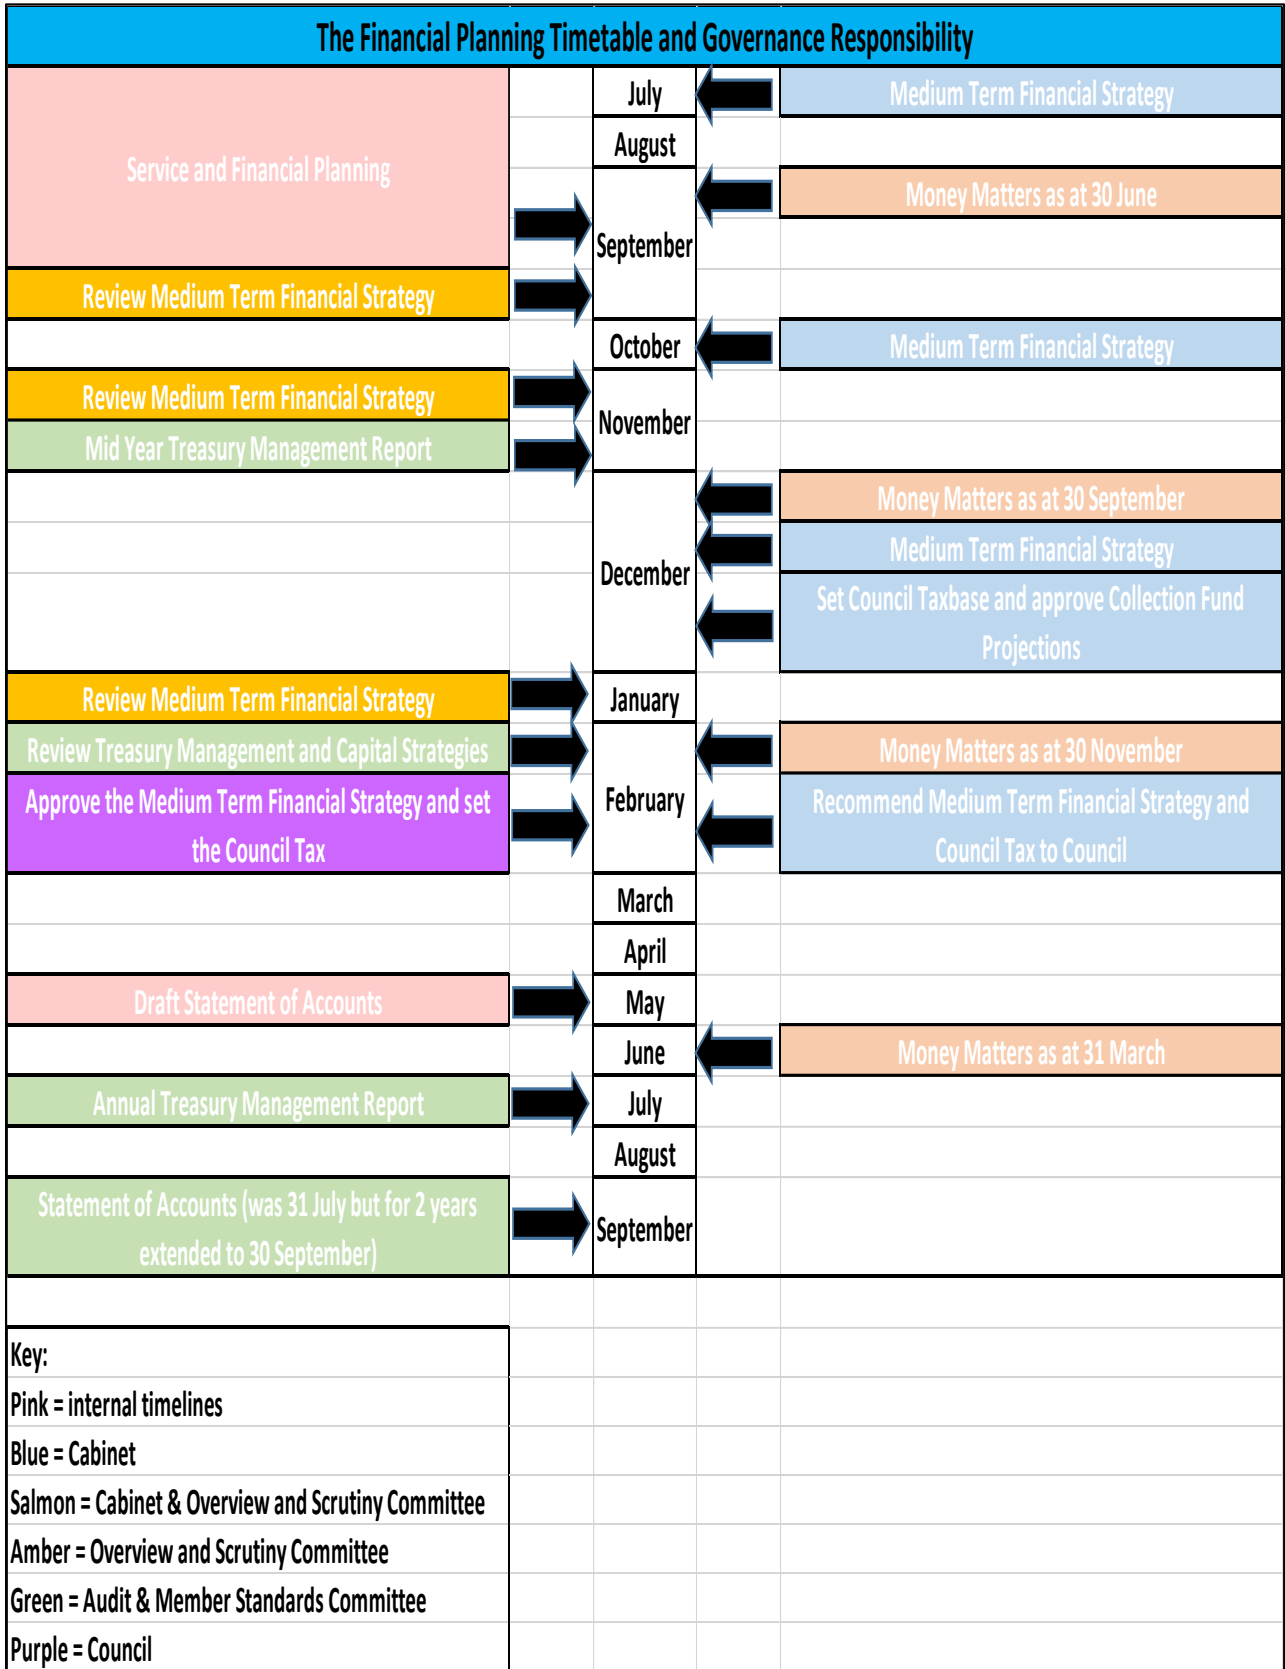 The Financial Planning Timetable and Governance Responsibility
July
Medium Term Financial Strategy
August
Service and Financial Planning
Money Matters as at 30 June
September
Review Medium Term Financial Strategy
October
Medium Term Financial Strategy
Review Medium Term Financial Strategy
November
Mid Year Treasury Management Report
Money Matters as at 30 September
Medium Term Financial Strategy
December
Set Council Taxbase and approve Collection Fund
Projections
Review Medium Term Financial Strategy
January
Review Treasury Management and Capital Strategies
Money Matters as at 30 November
Approve the Medium Term Financial Strategy and set
the Council Tax
February
Recommend Medium Term Financial Strategy and
Council Tax to Council
March
April
Draft Statement of Accounts
May
June
Money Matters as at 31 March
Annual Treasury Management Report
July
August
Statement of Accounts (was 31 July but for 2 years
extended to 30 September)
September
Key:
Pink = internal timelines
Blue = Cabinet
Salmon = Cabinet & Overview and Scrutiny Committee
Amber = Overview and Scrutiny Committee
Green = Audit & Member Standards Committee
Purple = Council